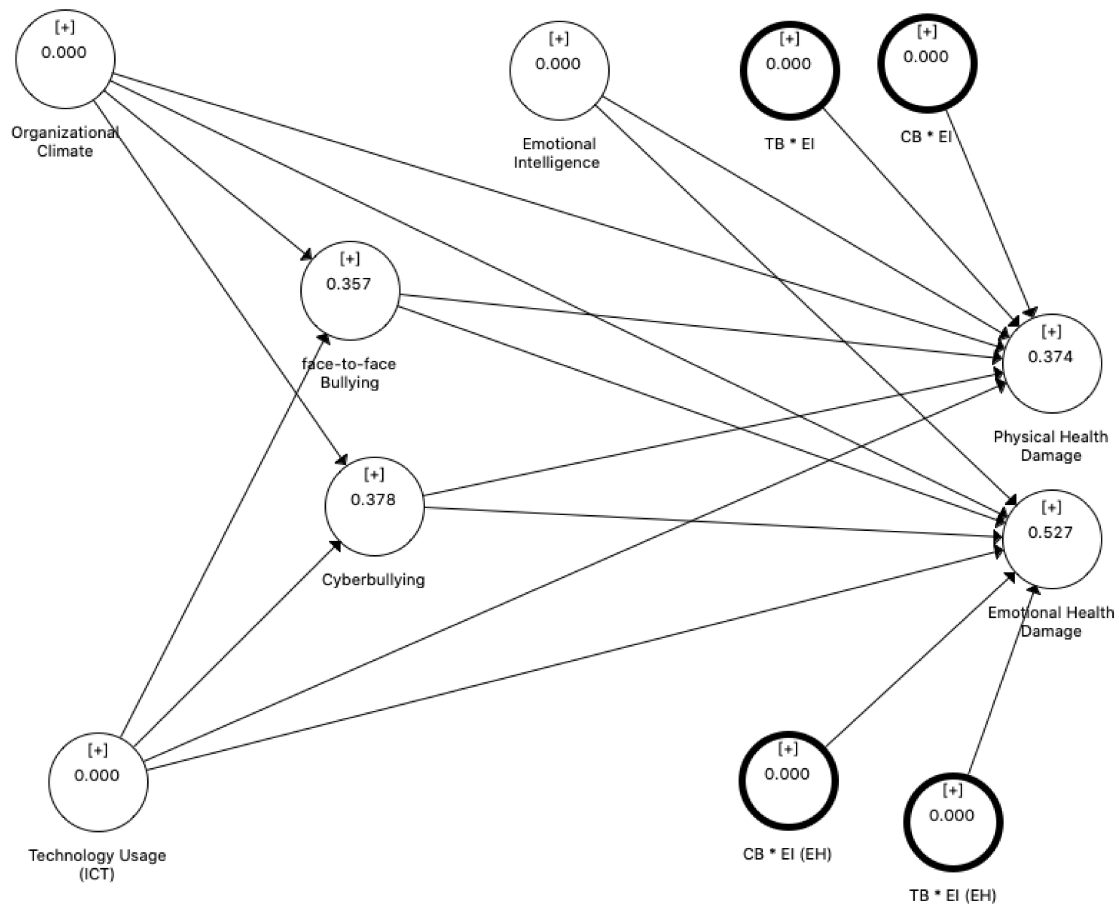 [+]
0.000
Organizational
Climate
[+]
0.000
Emotional
Intelligence
[+]
0.000
TB * EI
[+]
0.000
CB * EI
[+]
0.357
face-to-face
Bullying
[+]
0.374
Physical Health
Damage
[+]
0.378
Cyberbullying
[+]
0.527
Emotional Health
Damage
[+]
0.000
Technology Usage
(ICT)
[+]
0.000
CB * EI (EH)
[+]
0.000
TB * EI (EH)